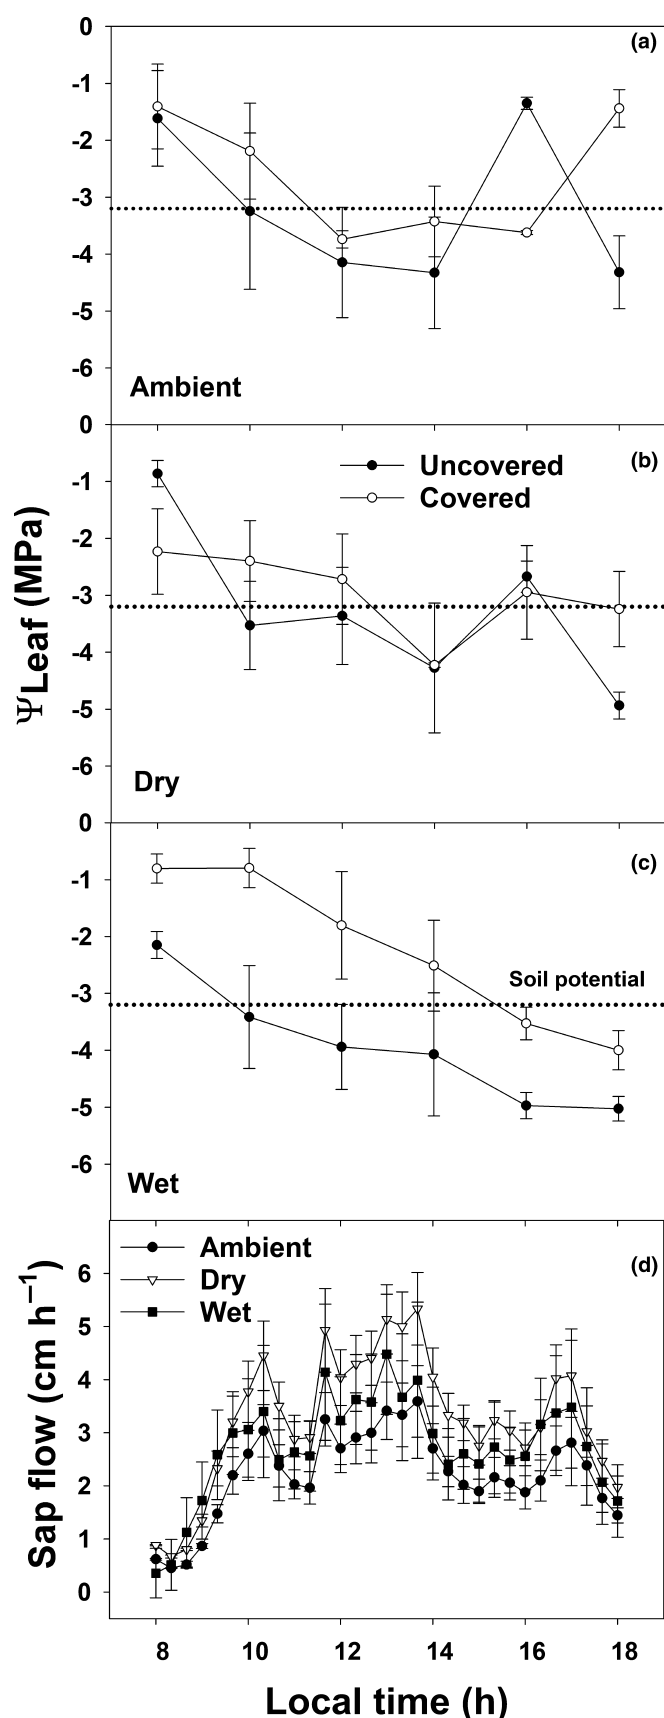 0
(a)
-1
-2
-3
-4
-5
-6
Ambient
0
(b)
Uncovered
Covered
-1
-2
-3
-4
-5
-6
Dry
ΨLeaf (MPa)
0
(c)
-1
-2
Soil potential
-3
-4
-5
-6
Wet
Ambient
Dry
Wet
(d)
6
5
4
3
2
1
0
Sap flow (cm h⁻¹)
8 10 12 14 16 18
Local time (h)